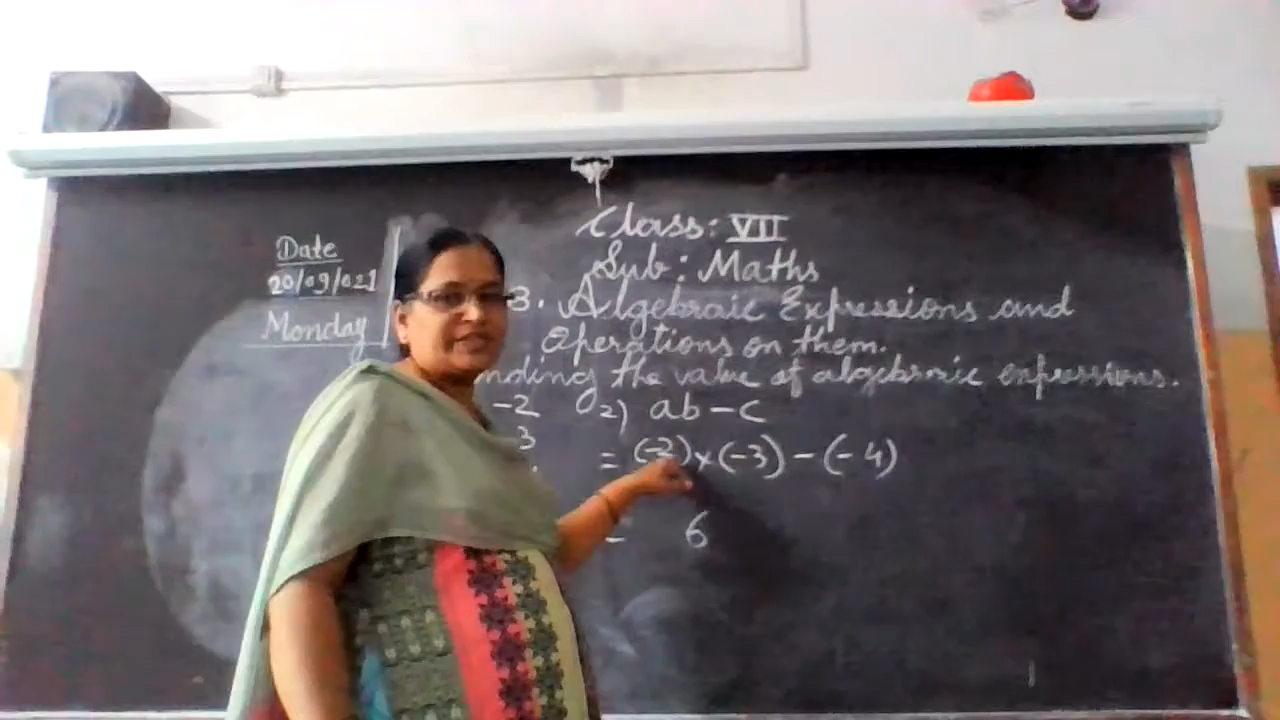 Date
20/09/021
Monday
Class: VII
Sub: Maths
3. Algebraic Expressions and
Operations on them.
nding the value of algebraic expressions.
-2
3
2) ab - c
= (-2) × (-3) - (-4)
= 6